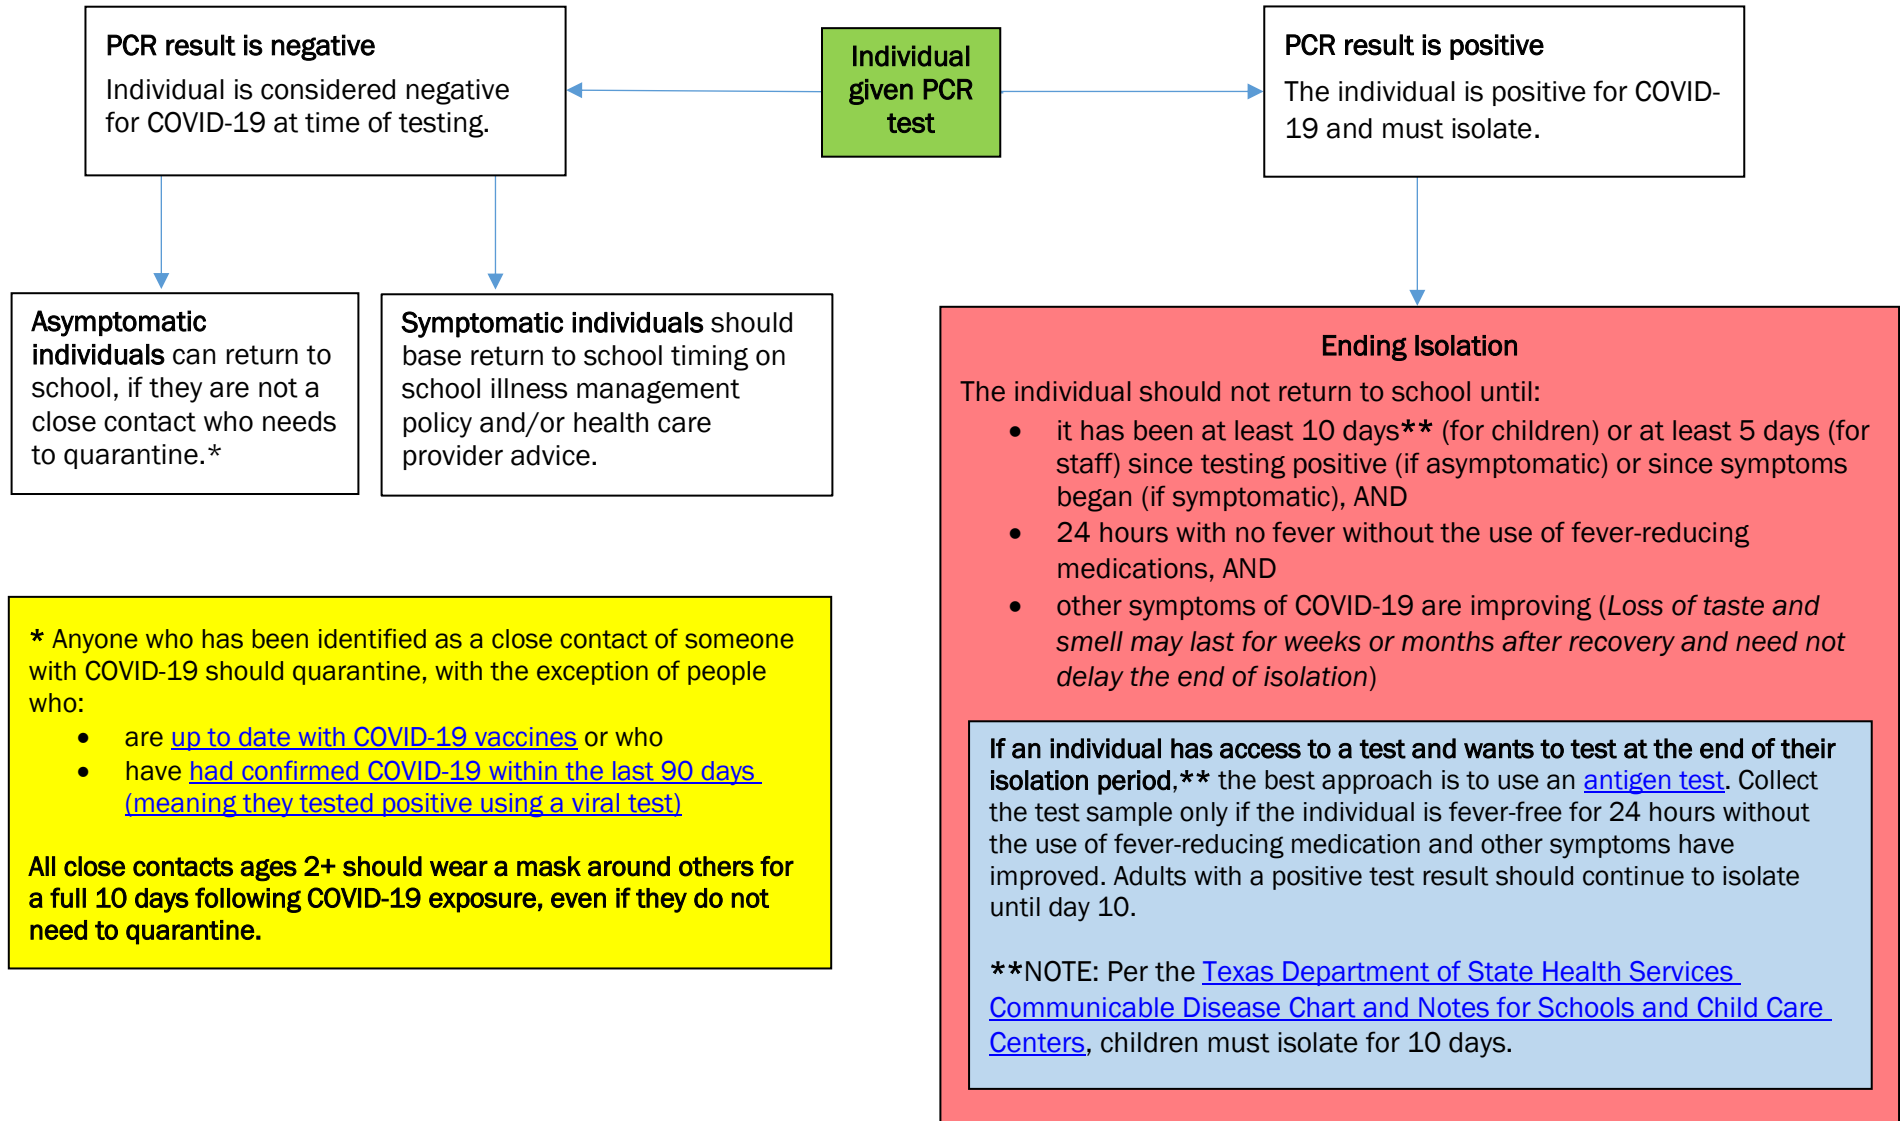 PCR result is negative
Individual is considered negative
for COVID-19 at time of testing.
Individual
given PCR
test
PCR result is positive
The individual is positive for COVID-
19 and must isolate.
Asymptomatic
individuals can return to
school, if they are not a
close contact who needs
to quarantine.*
Symptomatic individuals should
base return to school timing on
school illness management
policy and/or health care
provider advice.
* Anyone who has been identified as a close contact of someone
with COVID-19 should quarantine, with the exception of people
who:
• are up to date with COVID-19 vaccines or who
• have had confirmed COVID-19 within the last 90 days
(meaning they tested positive using a viral test)
All close contacts ages 2+ should wear a mask around others for
a full 10 days following COVID-19 exposure, even if they do not
need to quarantine.
Ending Isolation
The individual should not return to school until:
• it has been at least 10 days** (for children) or at least 5 days (for
staff) since testing positive (if asymptomatic) or since symptoms
began (if symptomatic), AND
• 24 hours with no fever without the use of fever-reducing
medications, AND
• other symptoms of COVID-19 are improving (Loss of taste and
smell may last for weeks or months after recovery and need not
delay the end of isolation)
If an individual has access to a test and wants to test at the end of their
isolation period,** the best approach is to use an antigen test. Collect
the test sample only if the individual is fever-free for 24 hours without
the use of fever-reducing medication and other symptoms have
improved. Adults with a positive test result should continue to isolate
until day 10.
**NOTE: Per the Texas Department of State Health Services
Communicable Disease Chart and Notes for Schools and Child Care
Centers, children must isolate for 10 days.